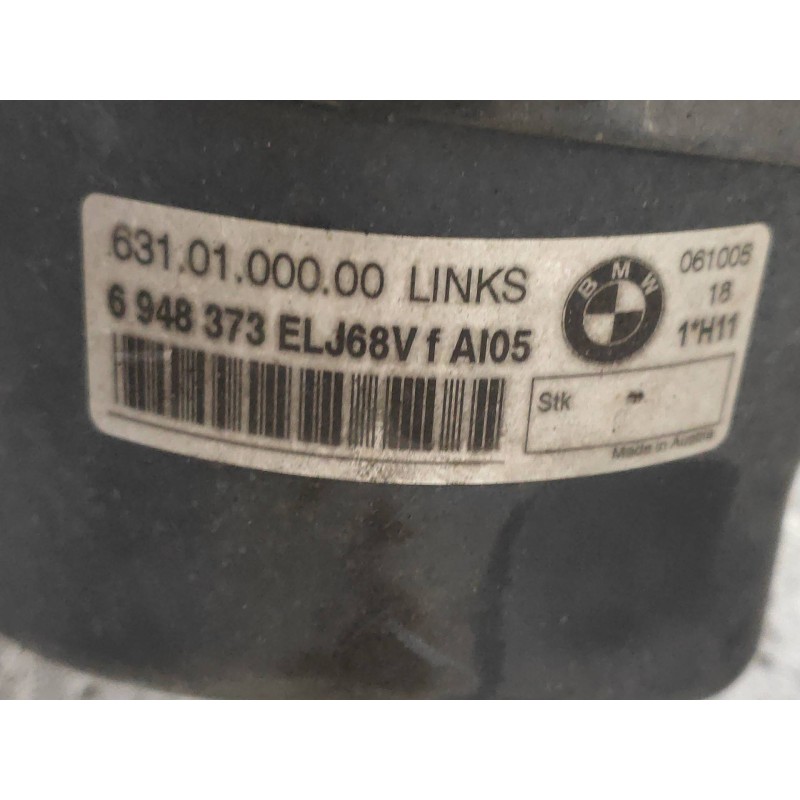 631.01.000.00 LINKS
6 948 373 ELJ68V f AI05
BMW
061005
18
1*H11
Stk
Made in Austria